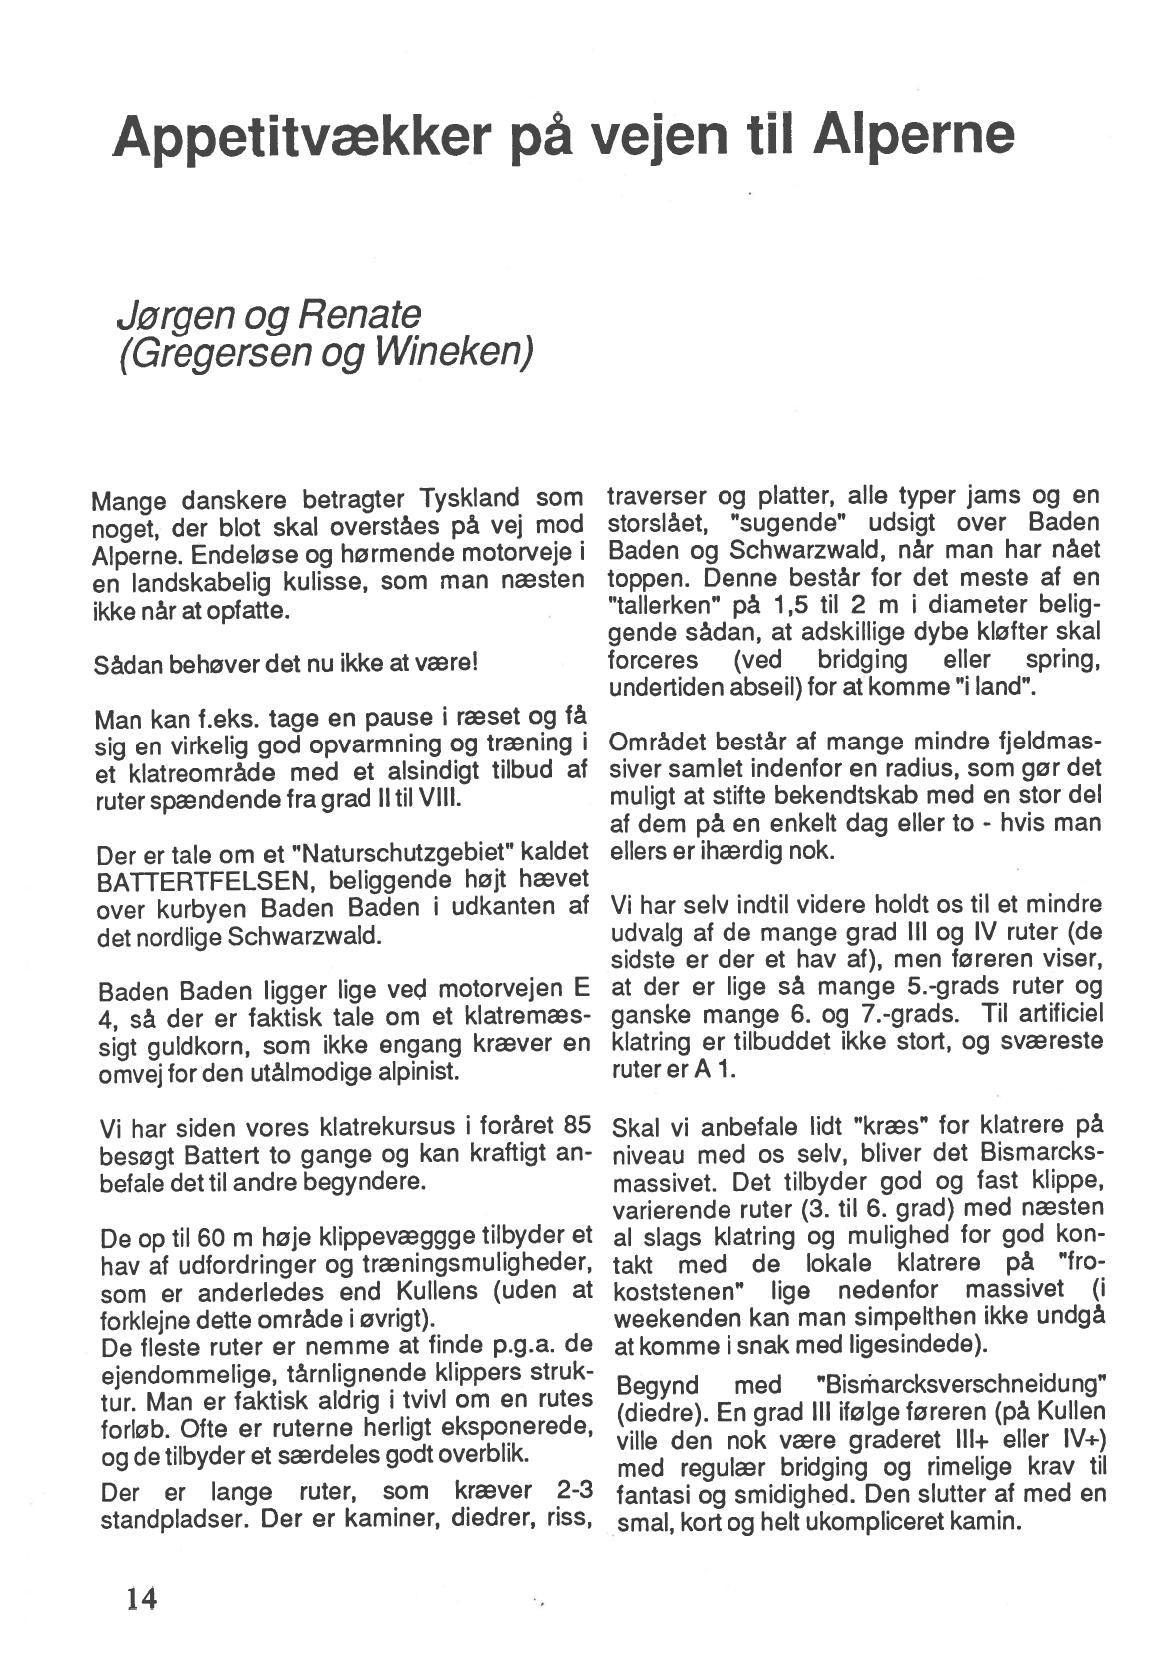 Appetitvækker på vejen til Alperne
Jørgen og Renate
(Gregersen og Wineken)
Mange danskere betragter Tyskland som
noget, der blot skal overståes på vej mod
Alperne. Endeløse og hørmende motorveje i
en landskabelig kulisse, som man næsten
ikke når at opfatte.
Sådan behøver det nu ikke at være!
Man kan f.eks. tage en pause i ræset og få
sig en virkelig god opvarmning og træning i
et klatreområde med et alsindigt tilbud af
ruter spændende fra grad II til VIII.
Der er tale om et "Naturschutzgebiet" kaldet
BATTERTFELSEN, beliggende højt hævet
over kurbyen Baden Baden i udkanten af
det nordlige Schwarzwald.
Baden Baden ligger lige ved motorvejen E
4, så der er faktisk tale om et klatremæs-
sigt guldkorn, som ikke engang kræver en
omvej for den utålmodige alpinist.
Vi har siden vores klatrekursus i foråret 85
besøgt Battert to gange og kan kraftigt an-
befale det til andre begyndere.
De op til 60 m høje klippevæggge tilbyder et
hav af udfordringer og træningsmuligheder,
som er anderledes end Kullens (uden at
forklejne dette område i øvrigt).
De fleste ruter er nemme at finde p.g.a. de
ejendommelige, tårnlignende klippers struk-
tur. Man er faktisk aldrig i tvivl om en rutes
forløb. Ofte er ruterne herligt eksponerede,
og de tilbyder et særdeles godt overblik.
Der er lange ruter, som kræver 2-3
standpladser. Der er kaminer, diedrer, riss,
traverser og platter, alle typer jams og en
storslået, "sugende" udsigt over Baden
Baden og Schwarzwald, når man har nået
toppen. Denne består for det meste af en
"tallerken" på 1,5 til 2 m i diameter belig-
gende sådan, at adskillige dybe kløfter skal
forceres (ved bridging eller spring,
undertiden abseil) for at komme "i land".
Området består af mange mindre fjeldmas-
siver samlet indenfor en radius, som gør det
muligt at stifte bekendtskab med en stor del
af dem på en enkelt dag eller to - hvis man
ellers er ihærdig nok.
Vi har selv indtil videre holdt os til et mindre
udvalg af de mange grad III og IV ruter (de
sidste er der et hav af), men føreren viser,
at der er lige så mange 5.-grads ruter og
ganske mange 6. og 7.-grads. Til artificiel
klatring er tilbuddet ikke stort, og sværeste
ruter er A 1.
Skal vi anbefale lidt "kræs" for klatrere på
niveau med os selv, bliver det Bismarcks-
massivet. Det tilbyder god og fast klippe,
varierende ruter (3. til 6. grad) med næsten
al slags klatring og mulighed for god kon-
takt med de lokale klatrere på "fro-
koststenen" lige nedenfor massivet (i
weekenden kan man simpelthen ikke undgå
at komme i snak med ligesindede).
Begynd med "Bismarcksverschneidung"
(diedre). En grad III ifølge føreren (på Kullen
ville den nok være graderet III+ eller IV+)
med regulær bridging og rimelige krav til
fantasi og smidighed. Den slutter af med en
smal, kort og helt ukompliceret kamin.
14